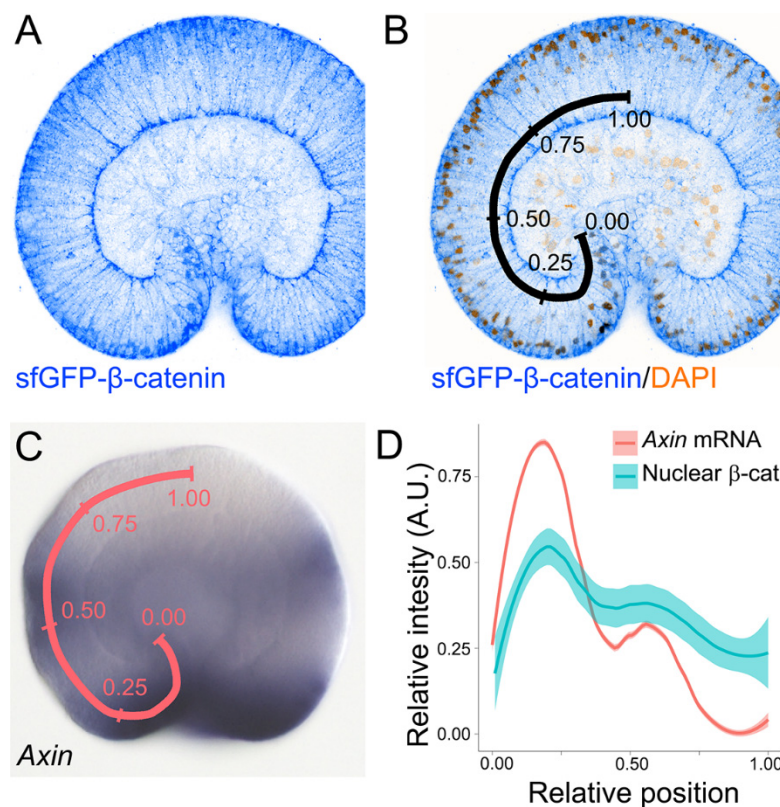 A
sfGFP-β-catenin
B
1.00
0.75
0.50
0.00
0.25
sfGFP-β-catenin/DAPI
C
1.00
0.75
0.50
0.00
0.25
Axin
D
Axin mRNA
Nuclear β-cat
Relative intesity (A.U.)
0.75
0.50
0.25
0.00
0.00
0.50
1.00
Relative position